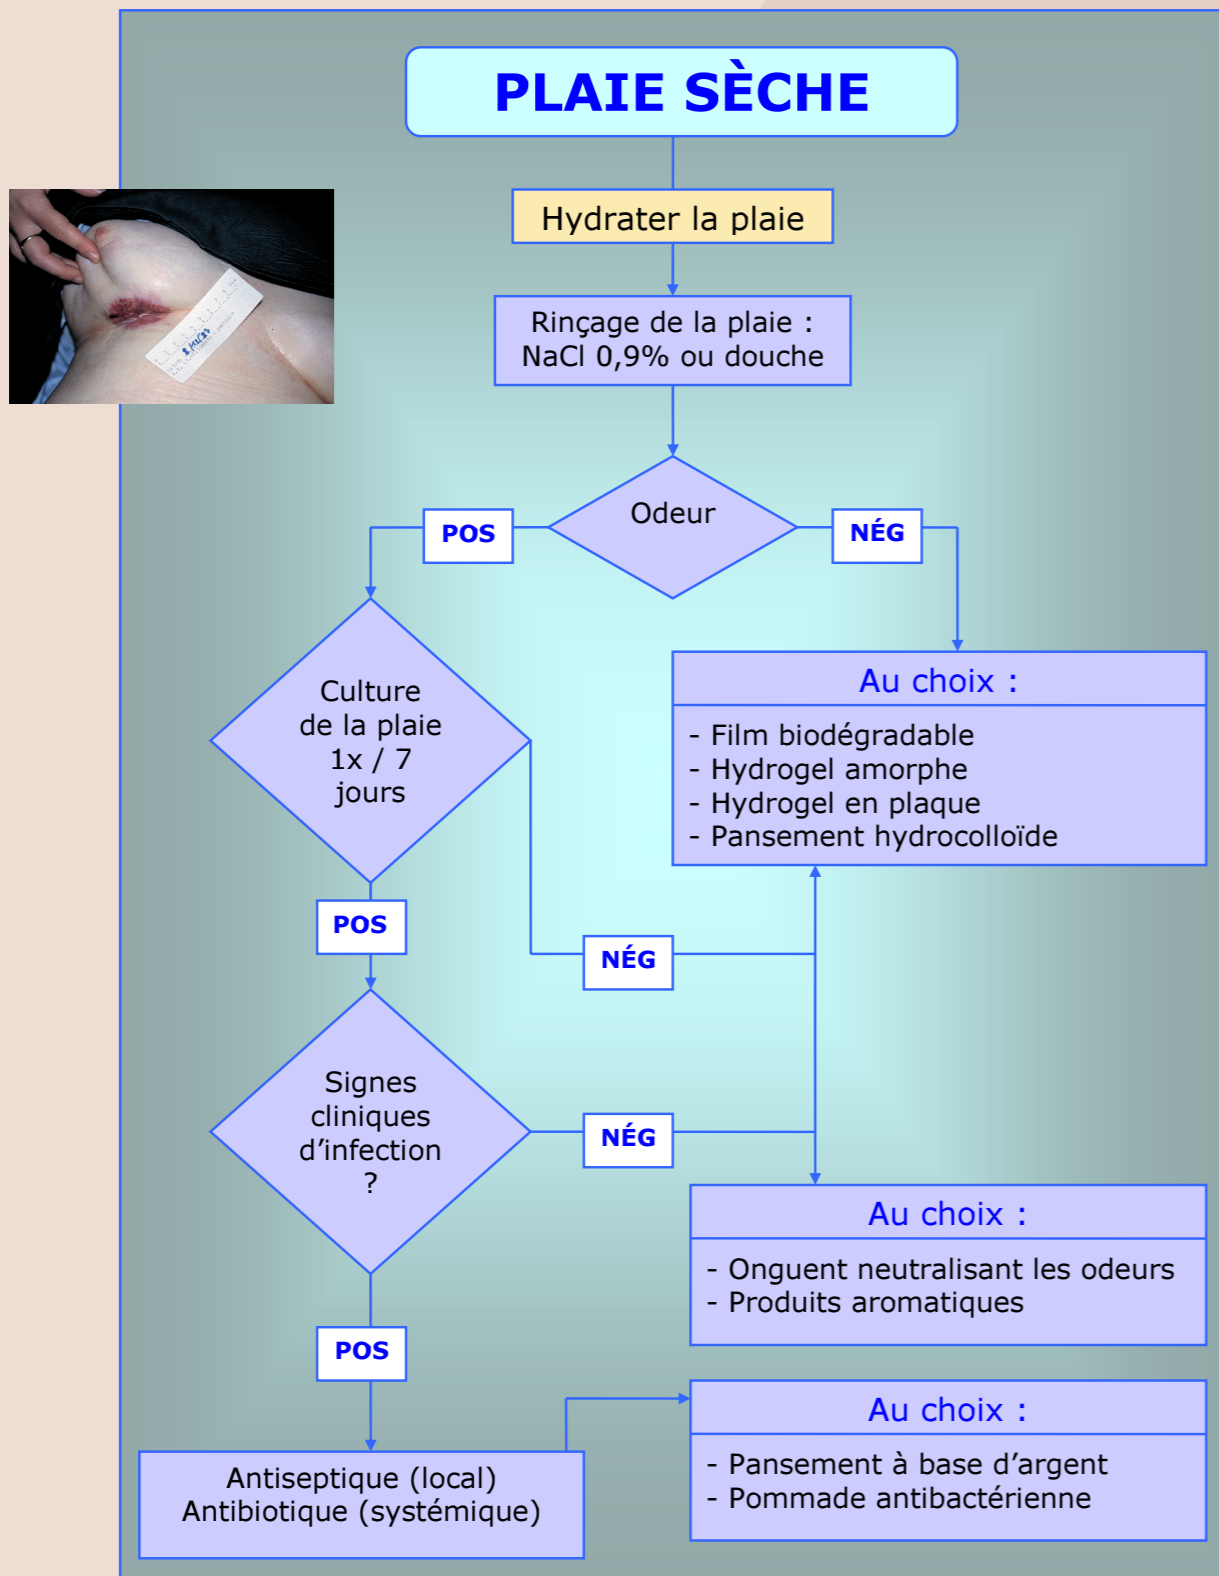 PLAIE SÈCHE
Hydrater la plaie
Rinçage de la plaie :
NaCl 0,9% ou douche
Odeur
POS
NÉG
Culture
de la plaie
1x / 7
jours
Au choix :
- Film biodégradable
- Hydrogel amorphe
- Hydrogel en plaque
- Pansement hydrocolloïde
POS
NÉG
Signes
cliniques
d’infection
?
NÉG
Au choix :
- Onguent neutralisant les odeurs
- Produits aromatiques
POS
Antiseptique (local)
Antibiotique (systémique)
Au choix :
- Pansement à base d’argent
- Pommade antibactérienne